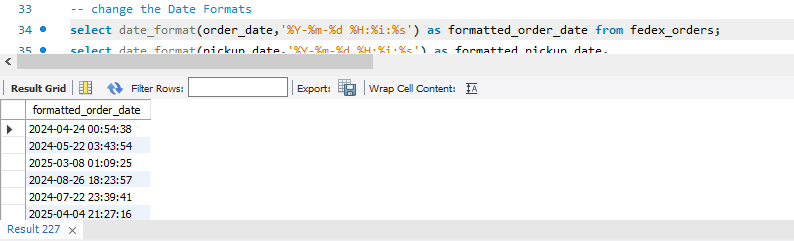 33 -- change the Date Formats
34 select date_format(order_date,'%Y-%m-%d %H:%i:%s') as formatted_order_date from fedex_orders;
35 select date_format(pickup_date,'%Y-%m-%d %H:%i:%s') as formatted_pickup_date,
Result Grid Filter Rows: Export: Wrap Cell Content:
formatted_order_date
2024-04-24 00:54:38
2024-05-22 03:43:54
2025-03-08 01:09:25
2024-08-26 18:23:57
2024-07-22 23:39:41
2025-04-04 21:27:16
Result 227